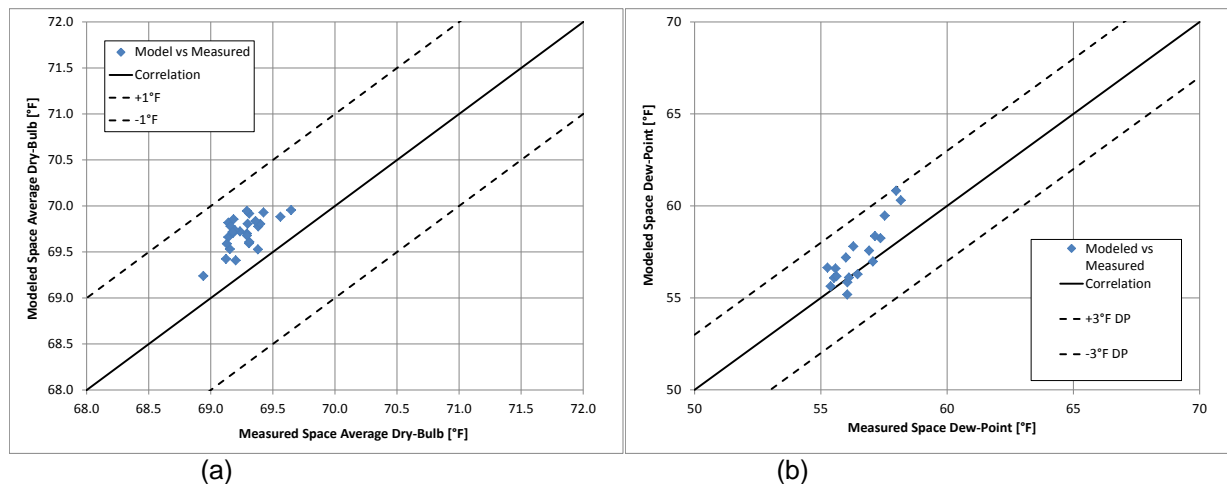 72.0
71.5
71.0
70.5
70.0
69.5
69.0
68.5
68.0
Modeled Space Average Dry-Bulb [°F]
Model vs Measured
Correlation
+1°F
-1°F
68.0 68.5 69.0 69.5 70.0 70.5 71.0 71.5 72.0
Measured Space Average Dry-Bulb [°F]
(a)
70
65
60
55
50
Modeled Space Dew-Point [°F]
Modeled vs
Measured
Correlation
+3°F DP
-3°F DP
50 55 60 65 70
Measured Space Dew-Point [°F]
(b)